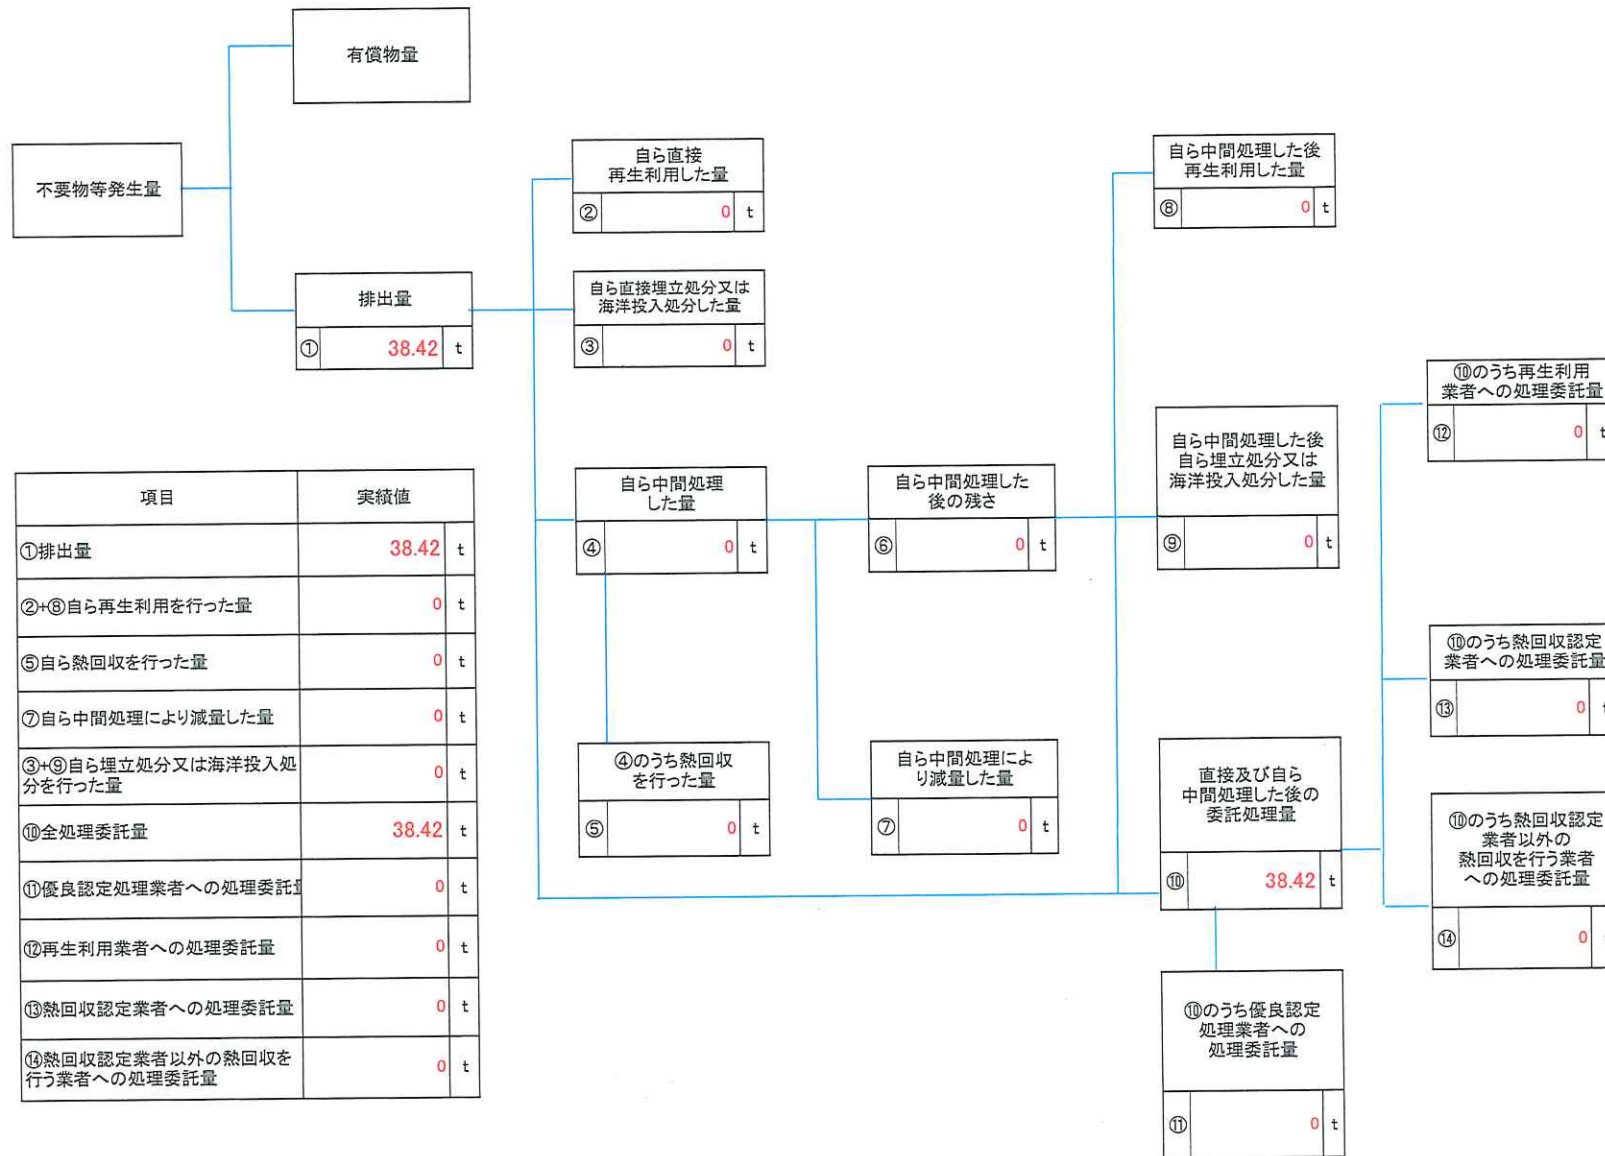 有償物量
不要物等発生量
排出量
① 38.42 t
自ら直接
再生利用した量
② 0 t
自ら直接埋立処分又は
海洋投入処分した量
③ 0 t
自ら中間処理
した量
④ 0 t
④のうち熱回収
を行った量
⑤ 0 t
自ら中間処理した
後の残さ
⑥ 0 t
自ら中間処理によ
り減量した量
⑦ 0 t
自ら中間処理した後
再生利用した量
⑧ 0 t
自ら中間処理した後
自ら埋立処分又は
海洋投入処分した量
⑨ 0 t
直接及び自ら
中間処理した後の
委託処理量
⑩ 38.42 t
⑩のうち優良認定
処理業者への
処理委託量
⑪ 0 t
⑩のうち再生利用
業者への処理委託量
⑫ 0 t
⑩のうち熱回収認定
業者への処理委託量
⑬ 0
⑩のうち熱回収認定
業者以外の
熱回収を行う業者
への処理委託量
⑭ 0
項目 実績値
①排出量 38.42 t
②+⑧自ら再生利用を行った量 0 t
⑤自ら熱回収を行った量 0 t
⑦自ら中間処理により減量した量 0 t
③+⑨自ら埋立処分又は海洋投入処
分を行った量 0 t
⑩全処理委託量 38.42 t
⑪優良認定処理業者への処理委託量 0 t
⑫再生利用業者への処理委託量 0 t
⑬熱回収認定業者への処理委託量 0 t
⑭熱回収認定業者以外の熱回収を
行う業者への処理委託量 0 t